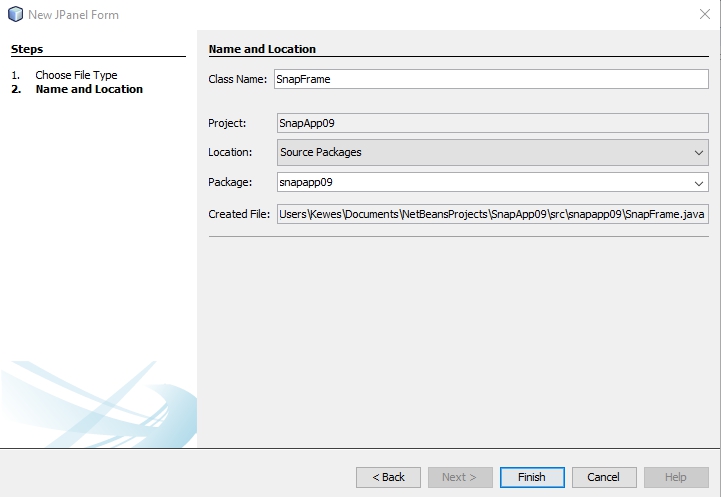 New JPanel Form
Steps
1. Choose File Type
2. Name and Location
Name and Location
Class Name: SnapFrame
Project: SnapApp09
Location: Source Packages
Package: snapapp09
Created File: Users\Kewes\Documents\NetBeansProjects\SnapApp09\src\snapapp09\SnapFrame.java
< Back Next > Finish Cancel Help